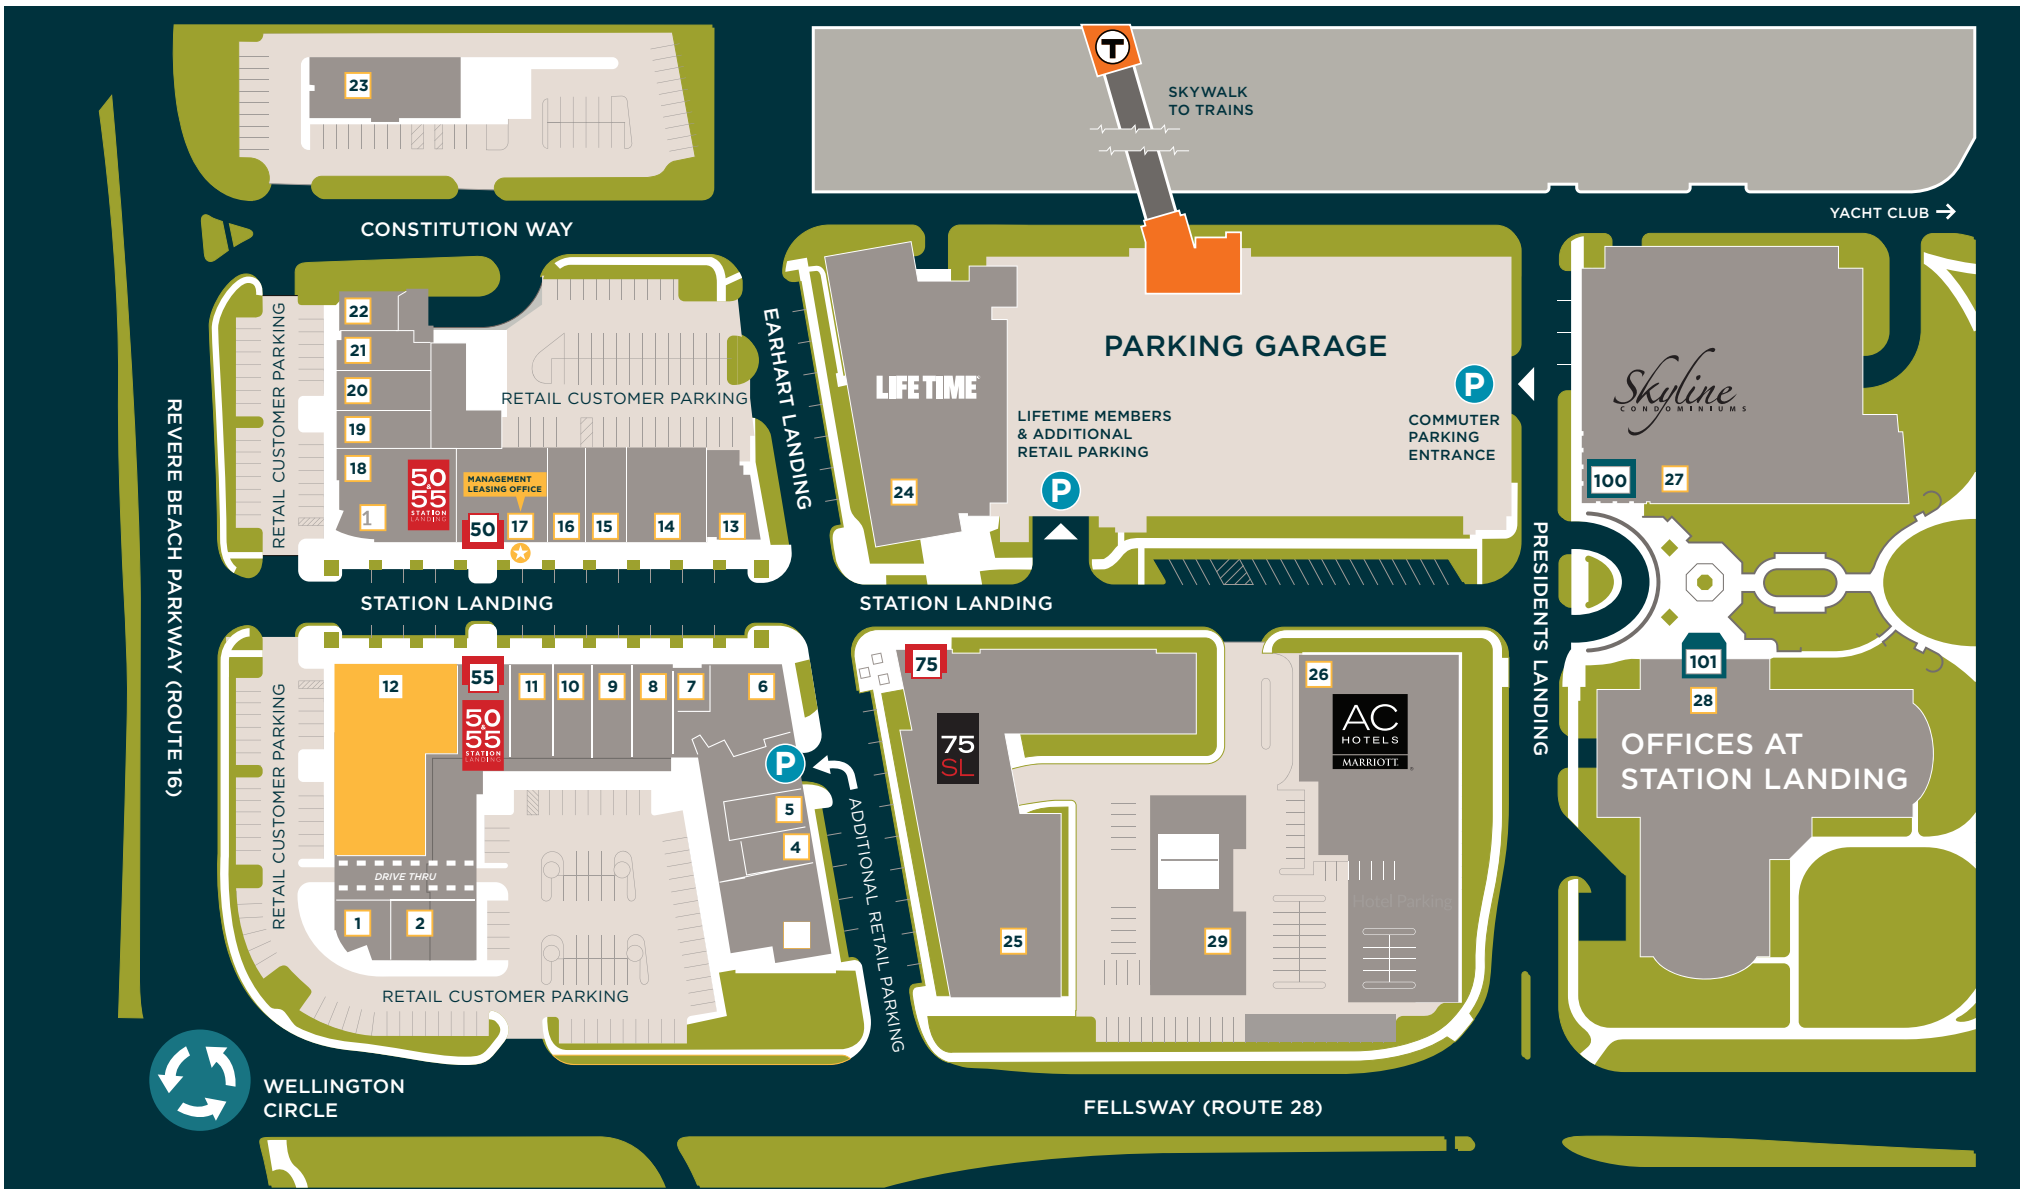 T
SKYWALK
TO TRAINS
23
YACHT CLUB
CONSTITUTION WAY
22
21
20
19
18
1
RETAIL CUSTOMER PARKING
RETAIL CUSTOMER PARKING
EARHART LANDING
REVERE BEACH PARKWAY (ROUTE 16)
50
&
55
STATION
LANDING
MANAGEMENT
LEASING OFFICE
50
17
16
15
14
13
LIFE TIME
24
PARKING GARAGE
LIFETIME MEMBERS
& ADDITIONAL
RETAIL PARKING
P
P
COMMUTER
PARKING
ENTRANCE
Skyline
CONDOMINIUMS
100
27
PRESIDENTS LANDING
STATION LANDING
STATION LANDING
12
55
11
10
9
8
7
6
50
&
55
STATION
LANDING
P
5
4
ADDITIONAL RETAIL PARKING
RETAIL CUSTOMER PARKING
DRIVE THRU
1
2
RETAIL CUSTOMER PARKING
75
75
SL
25
26
AC
HOTELS
MARRIOTT
29
Hotel Parking
101
28
OFFICES AT
STATION LANDING
WELLINGTON
CIRCLE
FELLSWAY (ROUTE 28)